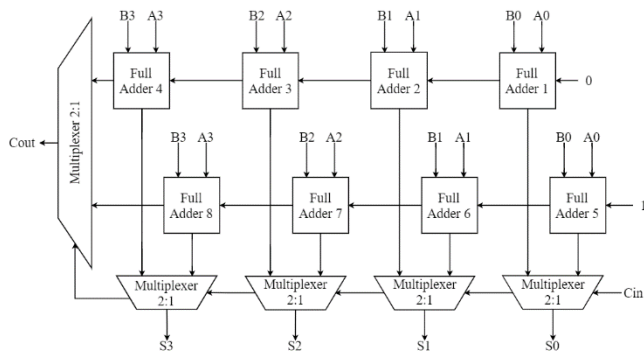 B3 A3 B2 A2 B1 A1 B0 A0
Full Adder 4
Full Adder 3
Full Adder 2
Full Adder 1
0
Multiplexer 2:1
Cout
B3 A3 B2 A2 B1 A1 B0 A0
Full Adder 8
Full Adder 7
Full Adder 6
Full Adder 5
1
Multiplexer 2:1
Multiplexer 2:1
Multiplexer 2:1
Multiplexer 2:1
Cin
S3 S2 S1 S0